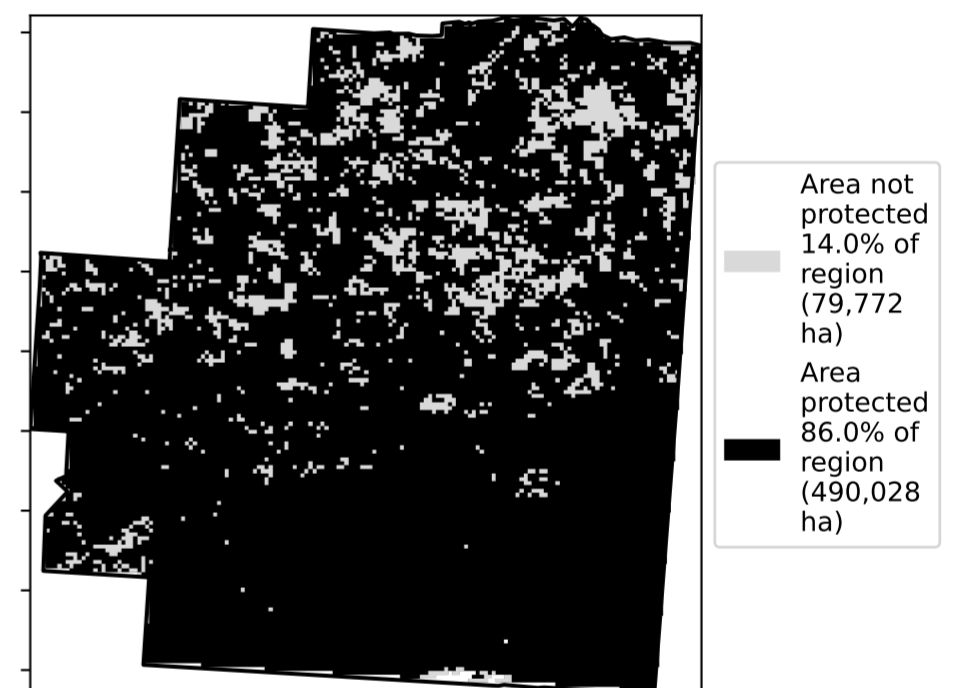 Area not
protected
14.0% of
region
(79,772
ha)
Area
protected
86.0% of
region
(490,028
ha)